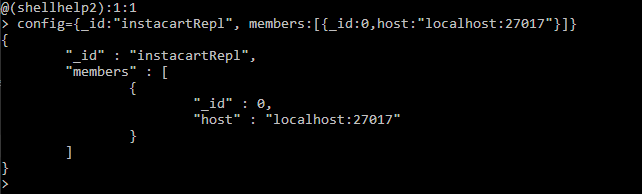 @(shellhelp2):1:1
> config={_id:"instacartRepl", members:[{_id:0,host:"localhost:27017"}]}
{
        "_id" : "instacartRepl",
        "members" : [
                {
                        "_id" : 0,
                        "host" : "localhost:27017"
                }
        ]
}
>